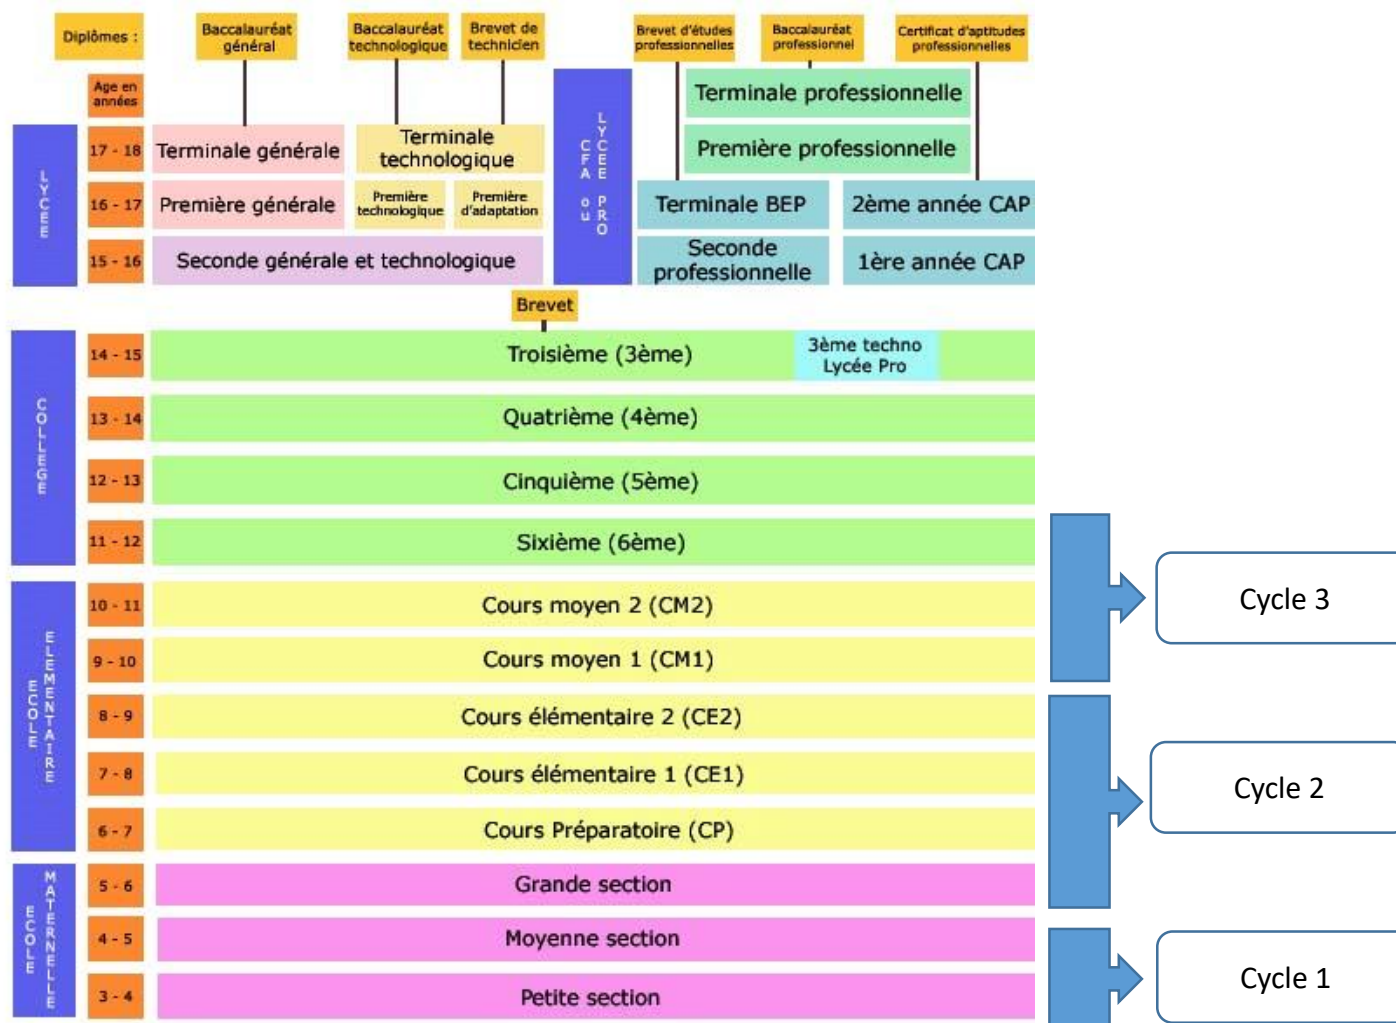 Diplômes :
Baccalauréat
général
Baccalauréat
technologique
Brevet de
technicien
Brevet d'études
professionnelles
Baccalauréat
professionnel
Certificat d'aptitudes
professionnelles
Age en
années
LYCEE
17 - 18
Terminale générale
Terminale
technologique
16 - 17
Première générale
Première
technologique
Première
d'adaptation
15 - 16
Seconde générale et technologique
CFA ou
LYCEE PRO
Terminale professionnelle
Première professionnelle
Terminale BEP
2ème année CAP
Seconde
professionnelle
1ère année CAP
Brevet
COLLEGE
14 - 15
Troisième (3ème)
3ème techno
Lycée Pro
13 - 14
Quatrième (4ème)
12 - 13
Cinquième (5ème)
11 - 12
Sixième (6ème)
ECOLE
ELEMENTAIRE
10 - 11
Cours moyen 2 (CM2)
9 - 10
Cours moyen 1 (CM1)
8 - 9
Cours élémentaire 2 (CE2)
7 - 8
Cours élémentaire 1 (CE1)
6 - 7
Cours Préparatoire (CP)
ECOLE
MATERNELLE
5 - 6
Grande section
4 - 5
Moyenne section
3 - 4
Petite section
Cycle 3
Cycle 2
Cycle 1